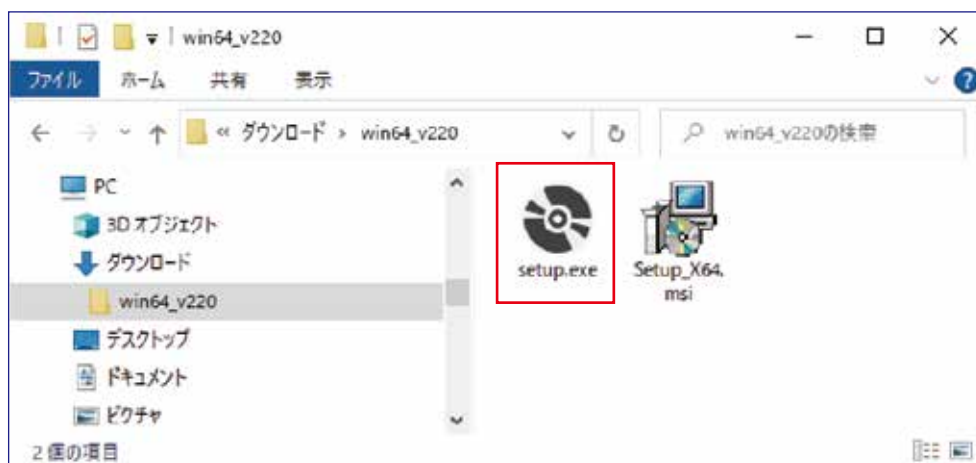 win64_v220
ファイル ホーム 共有 表示
« ダウンロード › win64_v220 win64_v220の検索
PC
3D オブジェクト
ダウンロード
win64_v220
デスクトップ
ドキュメント
ピクチャ
setup.exe
Setup_X64.
msi
2 個の項目